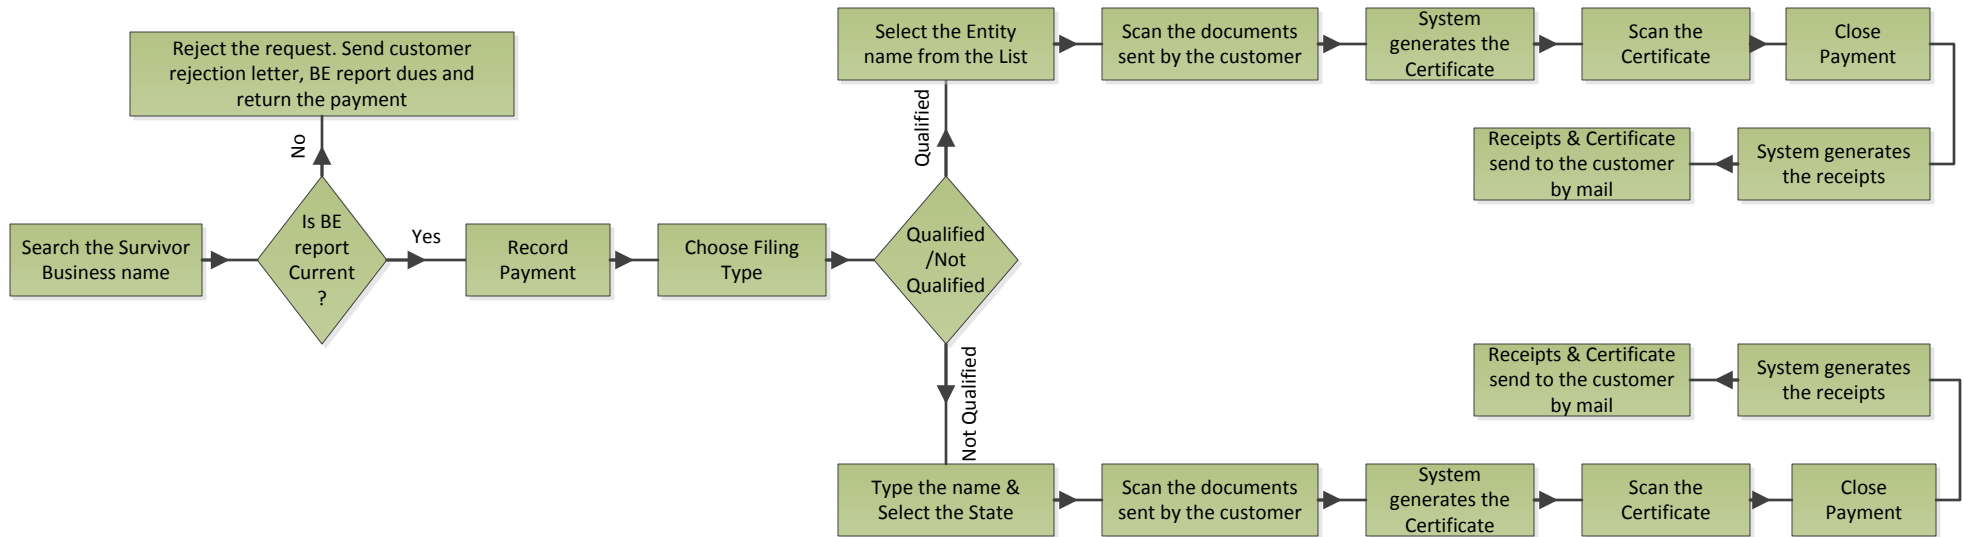 Search the Survivor
Business name
Is BE
report
Current
?
No
Reject the request. Send customer
rejection letter, BE report dues and
return the payment
Yes
Record
Payment
Choose Filing
Type
Qualified
/Not
Qualified
Qualified
Select the Entity
name from the List
Scan the documents
sent by the customer
System
generates the
Certificate
Scan the
Certificate
Close
Payment
System generates
the receipts
Receipts & Certificate
send to the customer
by mail
Not Qualified
Type the name &
Select the State
Scan the documents
sent by the customer
System
generates the
Certificate
Scan the
Certificate
Close
Payment
System generates
the receipts
Receipts & Certificate
send to the customer
by mail